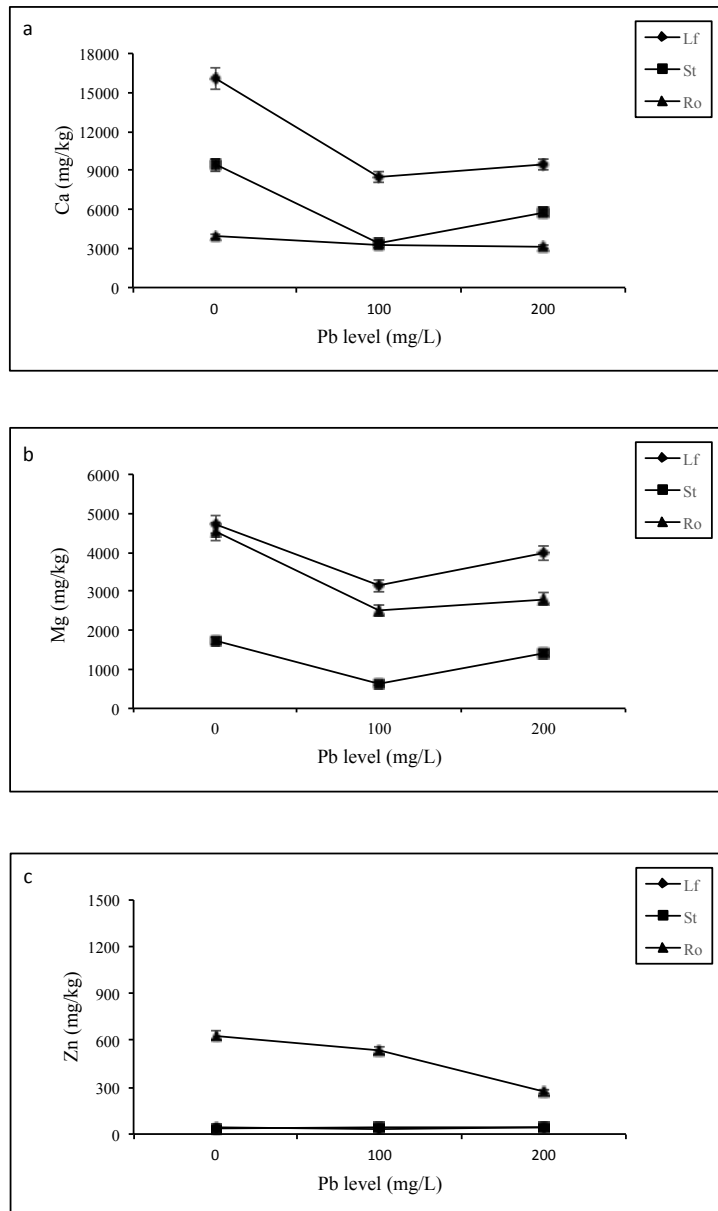 a
Lf
St
Ro
18000
15000
12000
9000
6000
3000
0
Ca (mg/kg)
0 100 200
Pb level (mg/L)
b
Lf
St
Ro
6000
5000
4000
3000
2000
1000
0
Mg (mg/kg)
0 100 200
Pb level (mg/L)
c
Lf
St
Ro
1500
1200
900
600
300
0
Zn (mg/kg)
0 100 200
Pb level (mg/L)